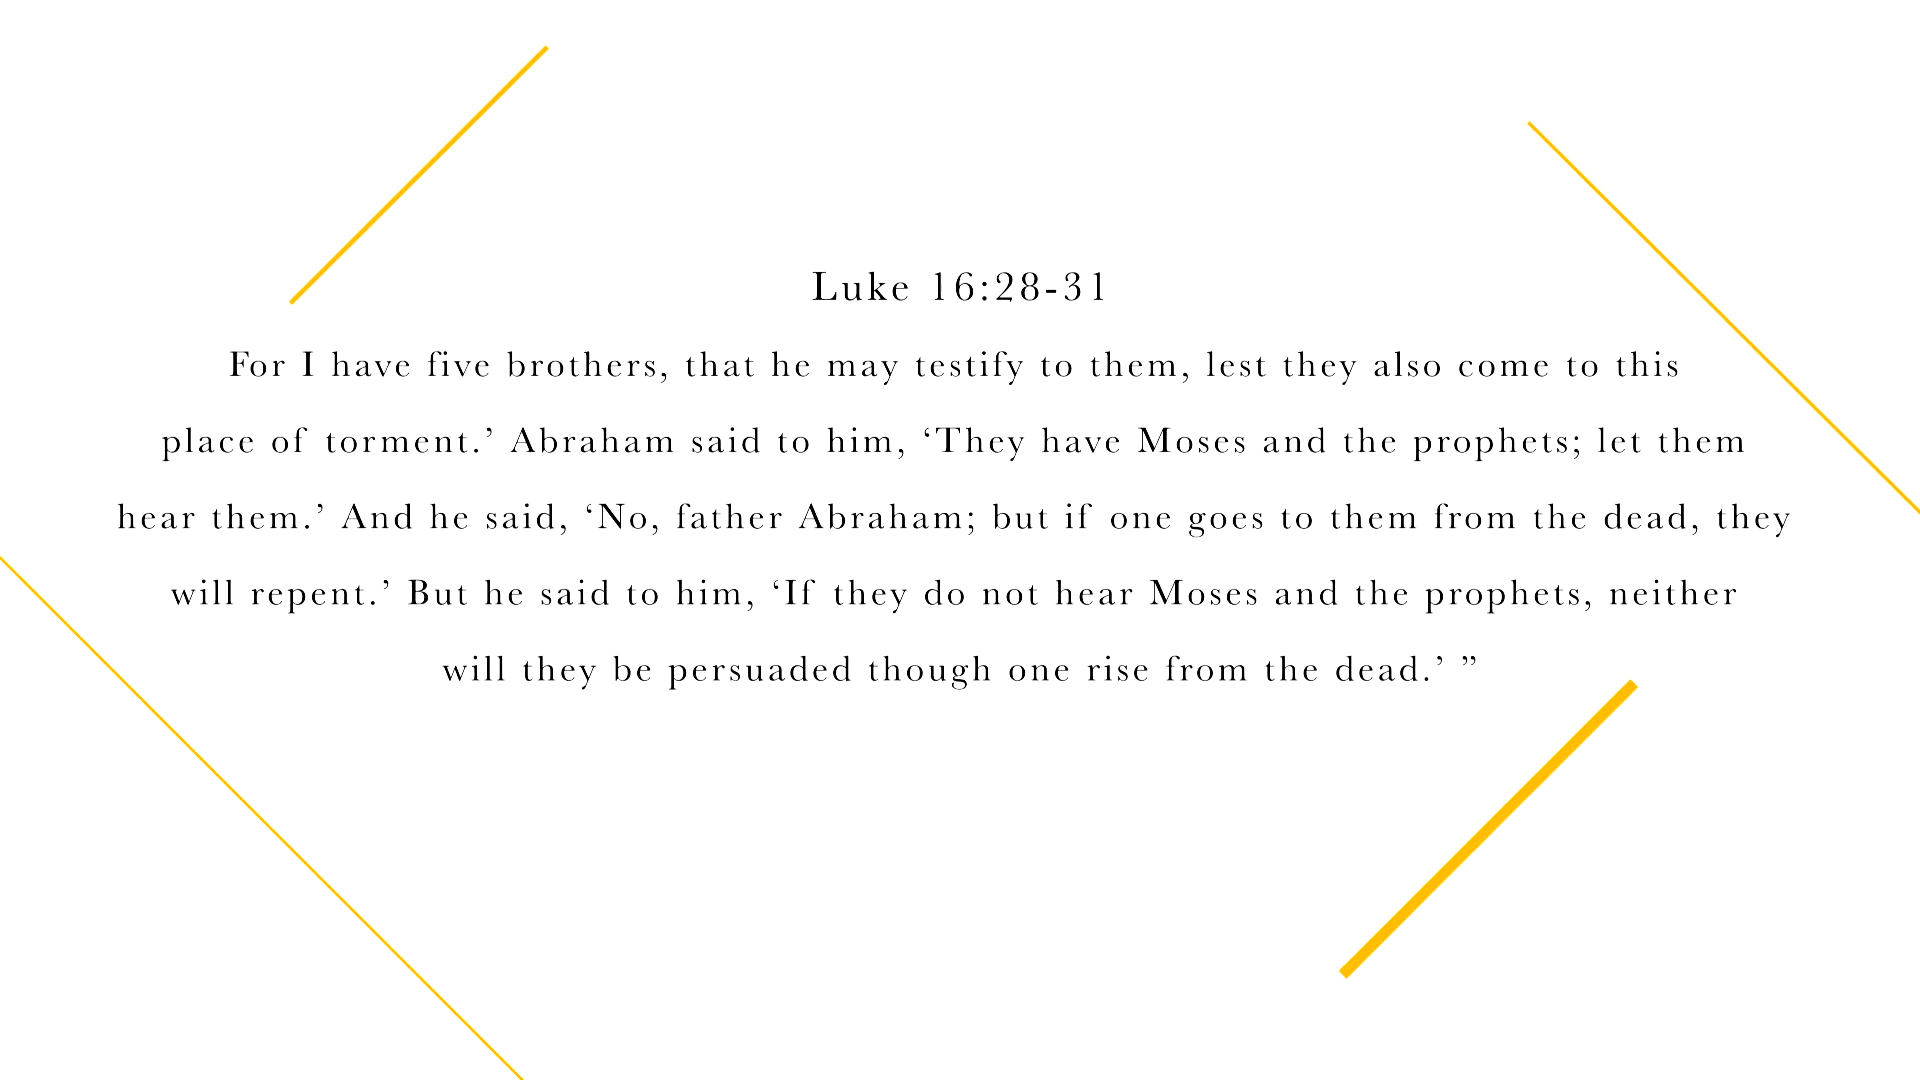 Luke 16:28-31
For I have five brothers, that he may testify to them, lest they also come to this
place of torment.’ Abraham said to him, ‘They have Moses and the prophets; let them
hear them.’ And he said, ‘No, father Abraham; but if one goes to them from the dead, they
will repent.’ But he said to him, ‘If they do not hear Moses and the prophets, neither
will they be persuaded though one rise from the dead.’ ”